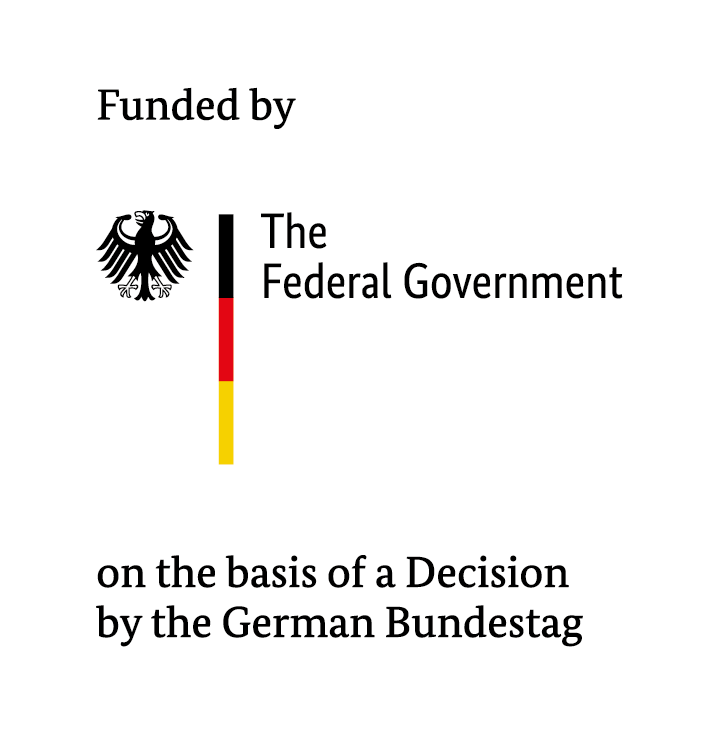 Funded by
The
Federal Government
on the basis of a Decision
by the German Bundestag